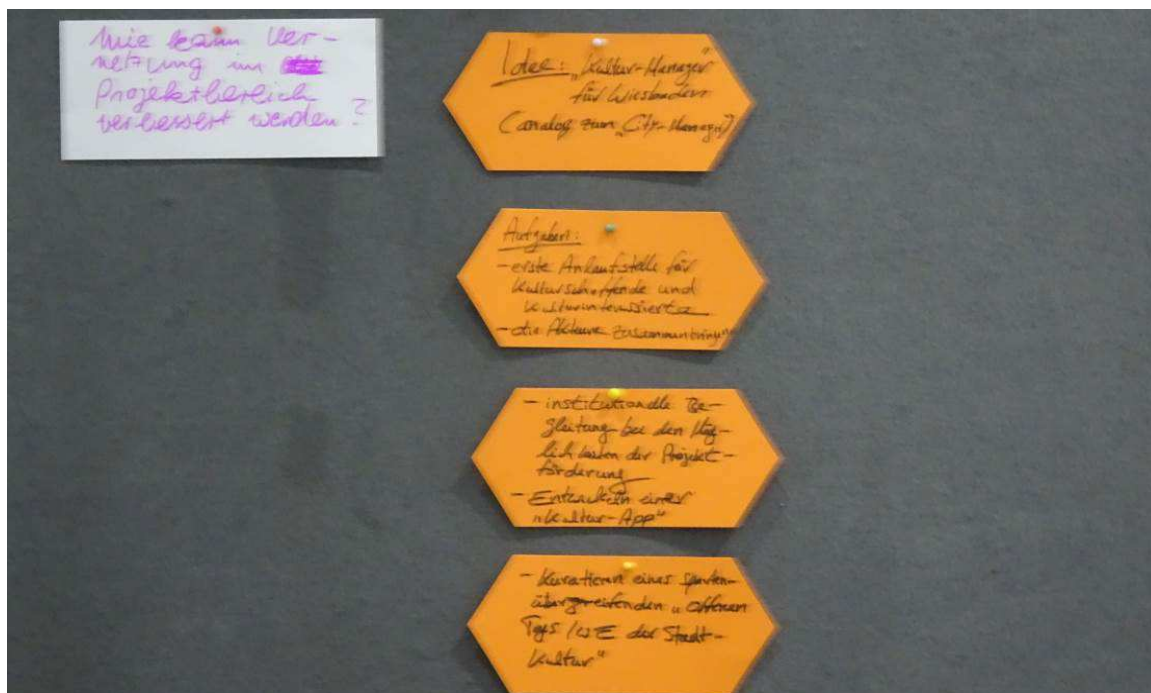 Wie kann Ver-
netzung im
Projektbereich
verbessert werden?
Idee: „Kultur-Manager"
für Wiesbaden
(analog zum „City-Manager")
Aufgaben:
- erste Anlaufstelle für
Kulturschaffende und
Kulturinteressierte
- die Akteure zusammenbringen
- institutionelle Be-
gleitung bei den Mög-
lichkeiten der Projekt-
förderung
- Entwickeln einer
„Kultur-App"
- Kuratieren eines sparten-
übergreifenden „offenen
Tags / WE der Stadt-
kultur"